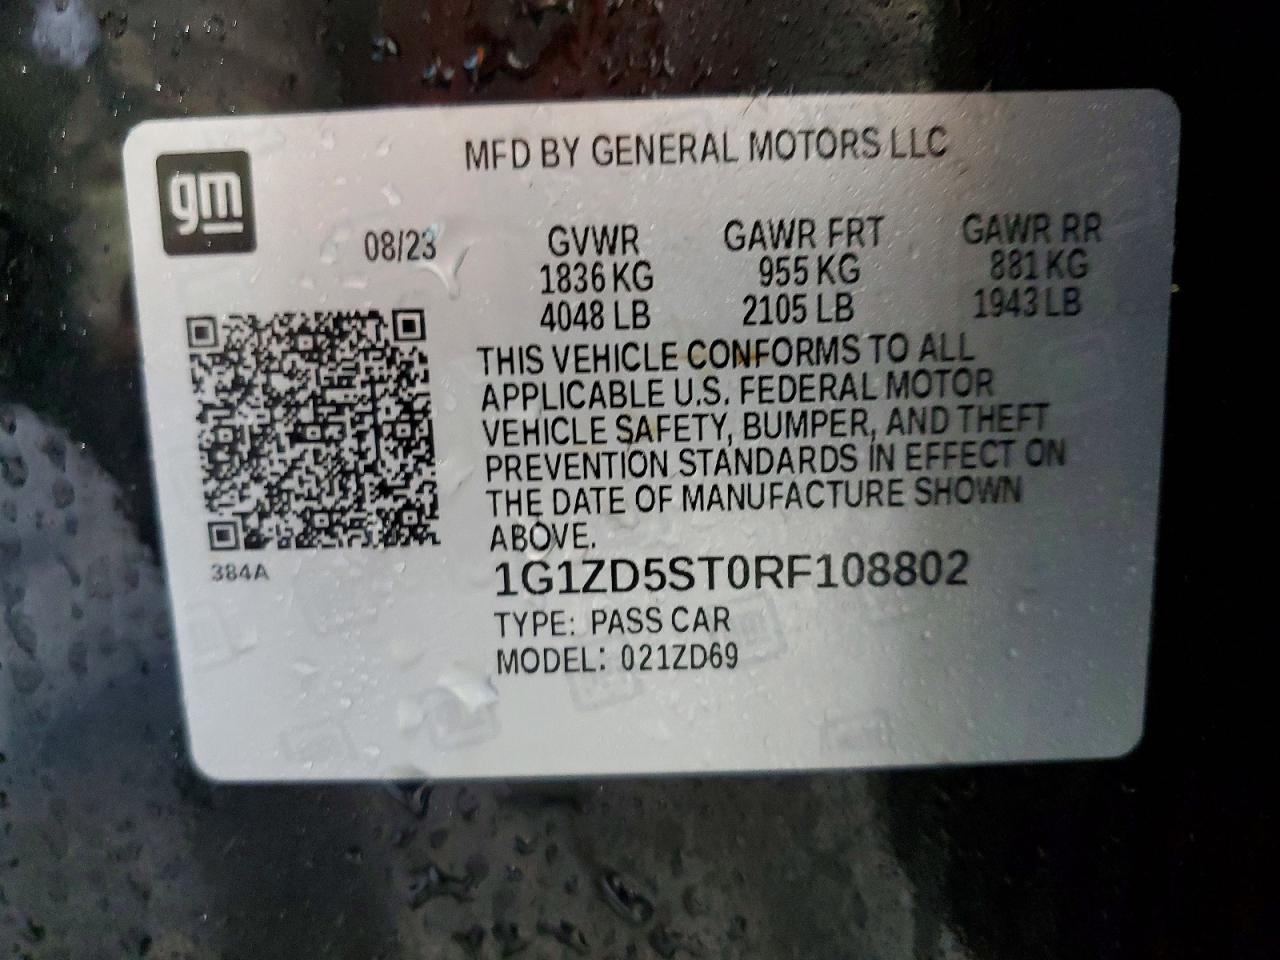 gm
MFD BY GENERAL MOTORS LLC
08/23
GVWR GAWR FRT GAWR RR
1836 KG 955 KG 881 KG
4048 LB 2105 LB 1943 LB
THIS VEHICLE CONFORMS TO ALL
APPLICABLE U.S. FEDERAL MOTOR
VEHICLE SAFETY, BUMPER, AND THEFT
PREVENTION STANDARDS IN EFFECT ON
THE DATE OF MANUFACTURE SHOWN
ABOVE.
384A
1G1ZD5ST0RF108802
TYPE: PASS CAR
MODEL: 021ZD69